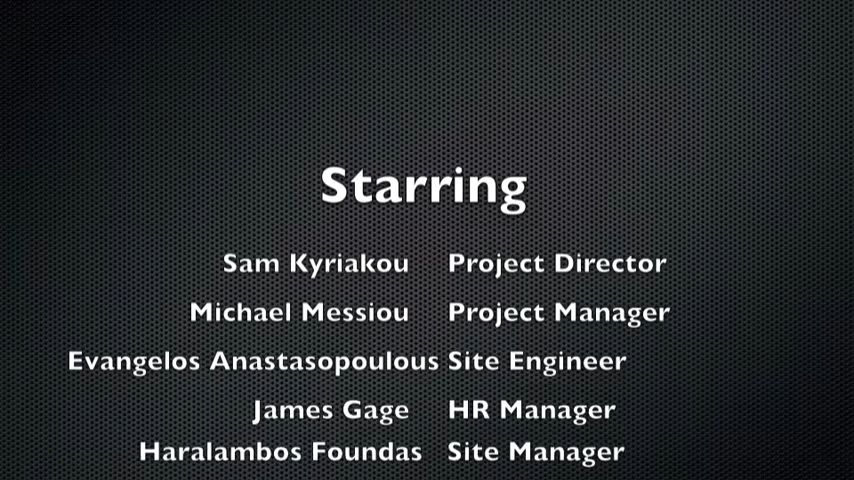 Starring
Sam Kyriakou Project Director
Michael Messiou Project Manager
Evangelos Anastasopoulous Site Engineer
James Gage HR Manager
Haralambos Foundas Site Manager